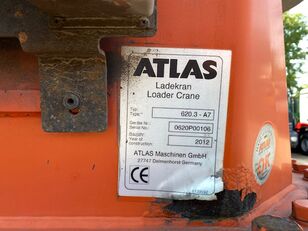 ATLAS
Ladekran
Loader Crane
Typ:
Type: 620.3 - A7
Geräte Nr.:
Serial No.: 0620P00106
Baujahr:
Year of construction: 2012
ATLAS Maschinen GmbH
27747 Delmenhorst Germany
CE